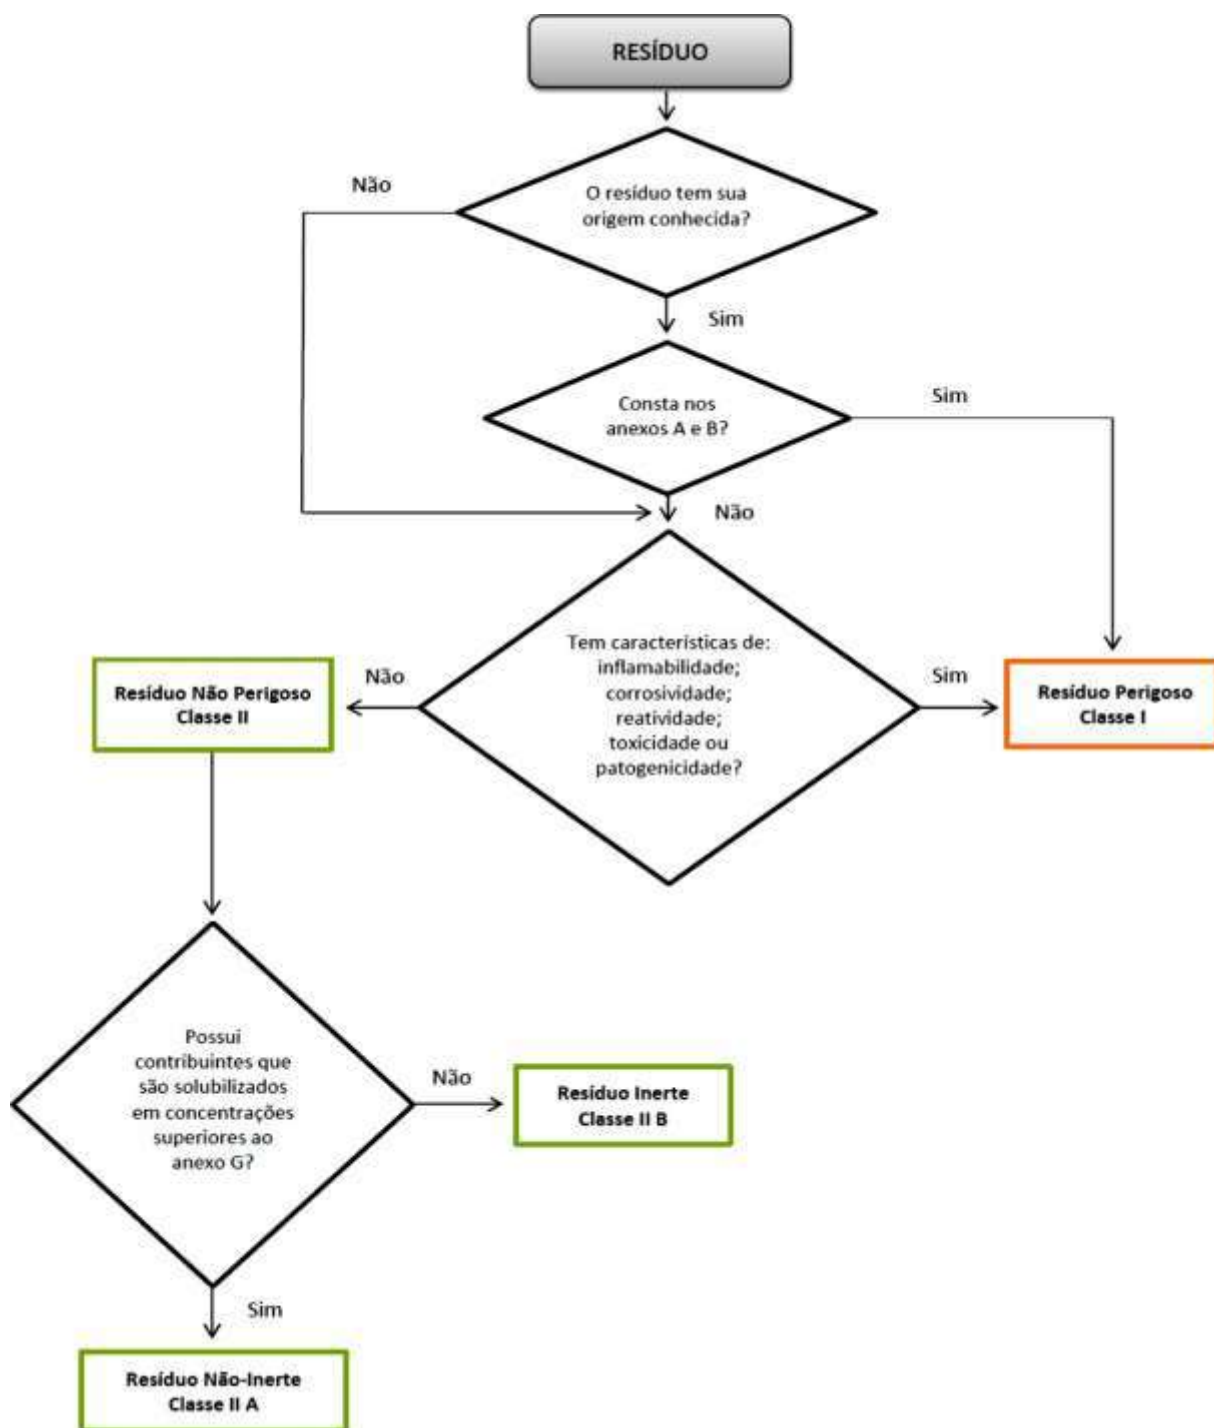 RESÍDUO
Não
O resíduo tem sua
origem conhecida?
Sim
Consta nos
anexos A e B?
Sim
Não
Tem características de:
inflamabilidade;
corrosividade;
reatividade;
toxicidade ou
patogenicidade?
Não
Sim
Resíduo Não Perigoso
Classe II
Resíduo Perigoso
Classe I
Possui
contribuintes que
são solubilizados
em concentrações
superiores ao
anexo G?
Não
Resíduo Inerte
Classe II B
Sim
Resíduo Não-Inerte
Classe II A